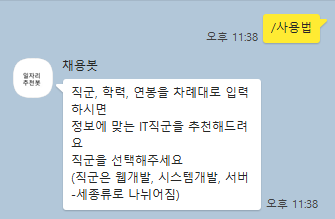 /사용법
오후 11:38
채용봇
일자리
추천봇
직군, 학력, 연봉을 차례대로 입력
하시면
정보에 맞는 IT직군을 추천해드려
요
직군을 선택해주세요
(직군은 웹개발, 시스템개발, 서버
-세종류로 나뉘어짐)
오후 11:38